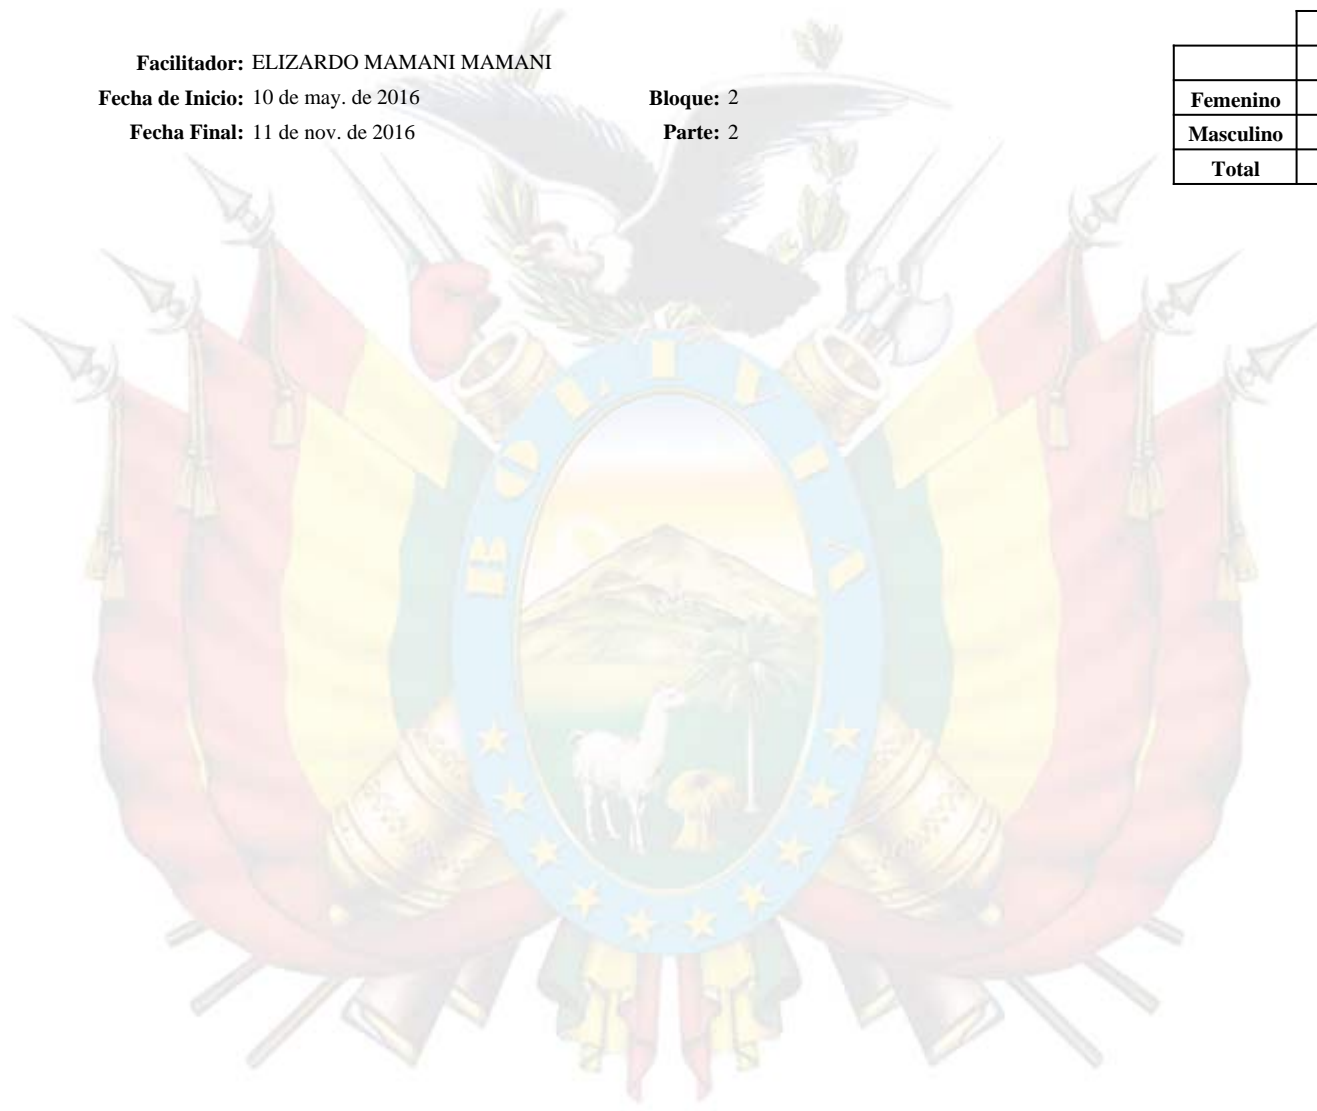 Facilitador: ELIZARDO MAMANI MAMANI
Fecha de Inicio: 10 de may. de 2016 Bloque: 2
Fecha Final: 11 de nov. de 2016 Parte: 2
Femenino
Masculino
Total
BOLIVIA